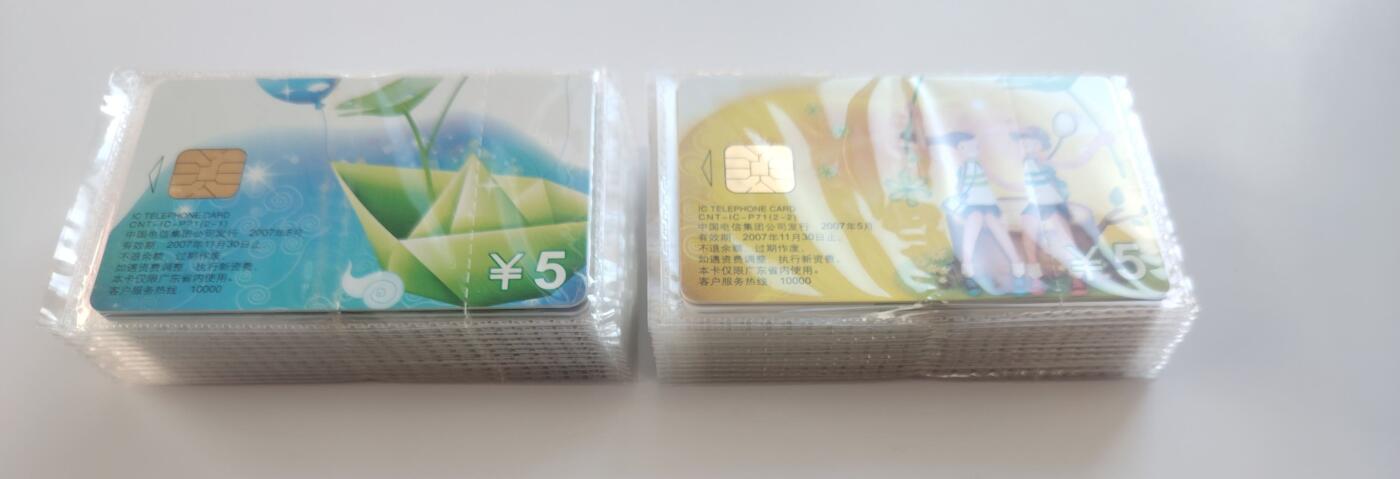 IC TELEPHONE CARD
CNT-IC-P71(2-1)
中国电信集团公司发行 2007年5月
有效期 2007年11月30日止.
不退余额 过期作废.
如遇资费调整 执行新资费.
本卡仅限广东省内使用。
客户服务热线 10000
¥5
IC TELEPHONE CARD
CNT-IC-P71(2-2)
中国电信集团公司发行 2007年5月
有效期 2007年11月30日止.
不退余额 过期作废.
如遇资费调整 执行新资费.
本卡仅限广东省内使用。
客户服务热线 10000
¥5